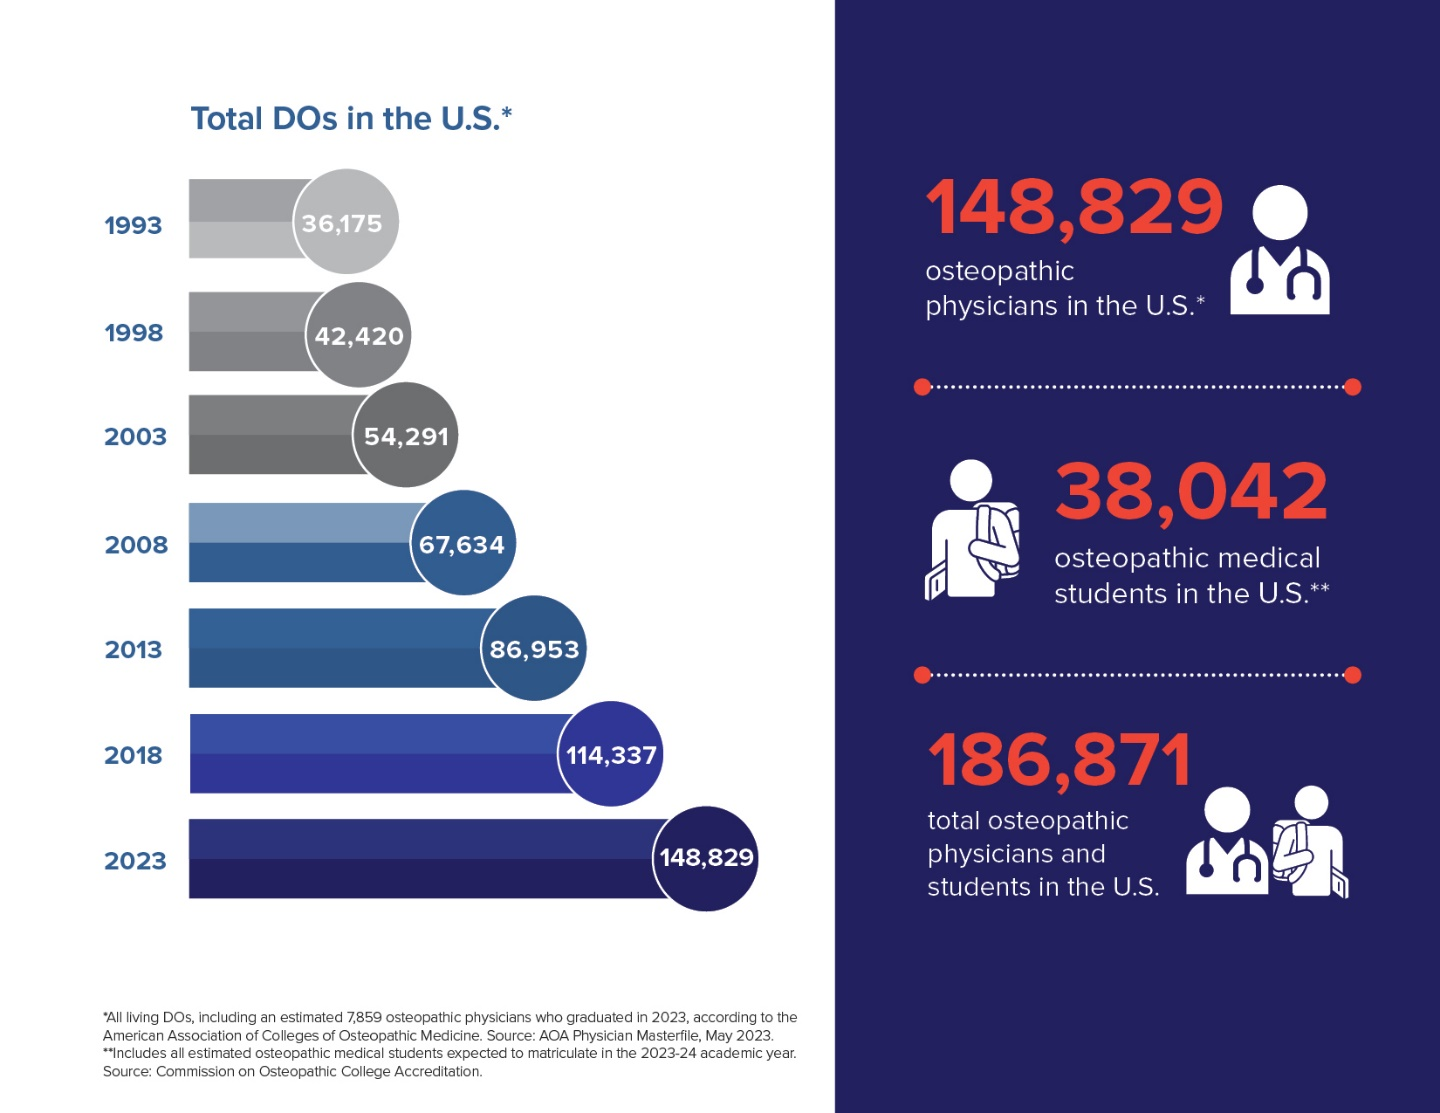 Total DOs in the U.S.*
1993
36,175
1998
42,420
2003
54,291
2008
67,634
2013
86,953
2018
114,337
2023
148,829
*All living DOs, including an estimated 7,859 osteopathic physicians who graduated in 2023, according to the
American Association of Colleges of Osteopathic Medicine. Source: AOA Physician Masterfile, May 2023.
**Includes all estimated osteopathic medical students expected to matriculate in the 2023-24 academic year.
Source: Commission on Osteopathic College Accreditation.
148,829
osteopathic
physicians in the U.S.*
38,042
osteopathic medical
students in the U.S.**
186,871
total osteopathic
physicians and
students in the U.S.